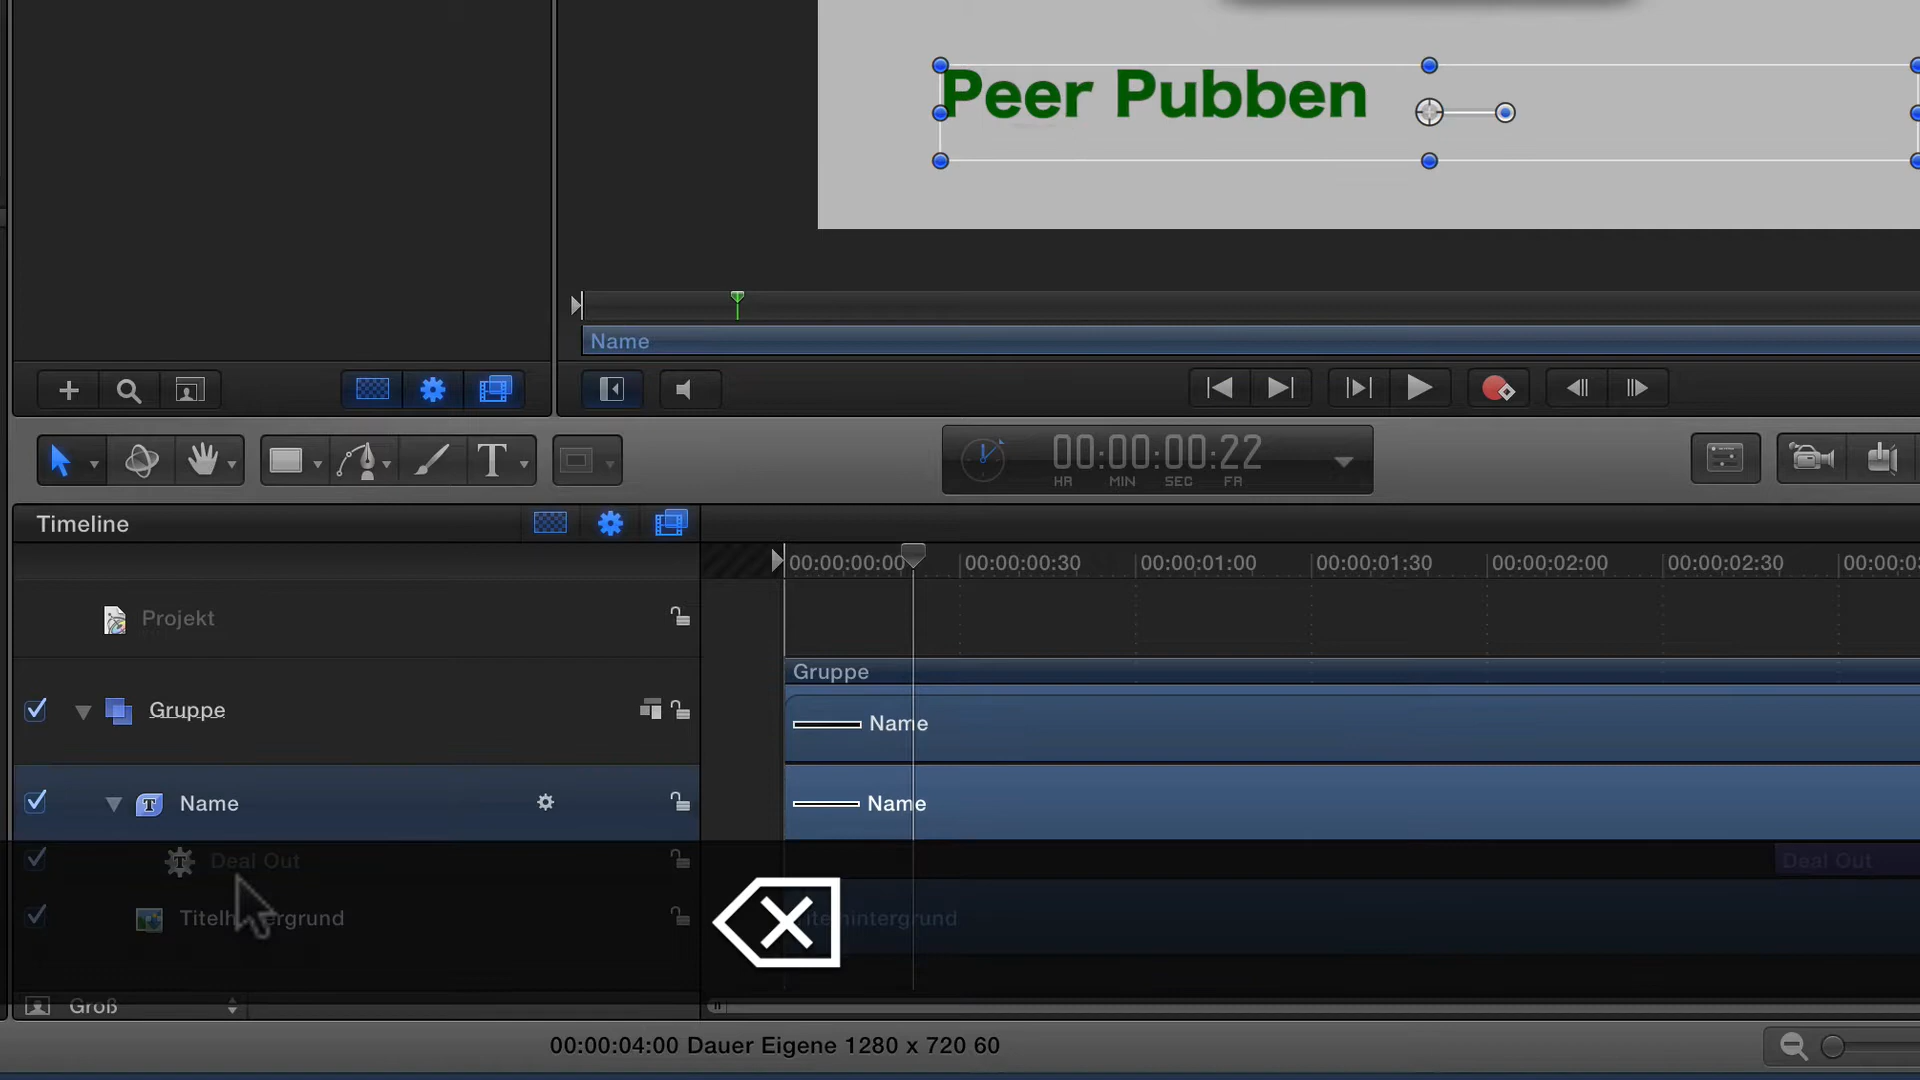 Peer Pubben
Name
00:00:00:22
HR MIN SEC FR
Timeline
00:00:00:00 00:00:00:30 00:00:01:00 00:00:01:30 00:00:02:00 00:00:02:30
Projekt
Gruppe
Gruppe
Name
Name
Name
Deal Out
Deal Out
Groß
00:00:04:00 Dauer Eigene 1280 x 720 60